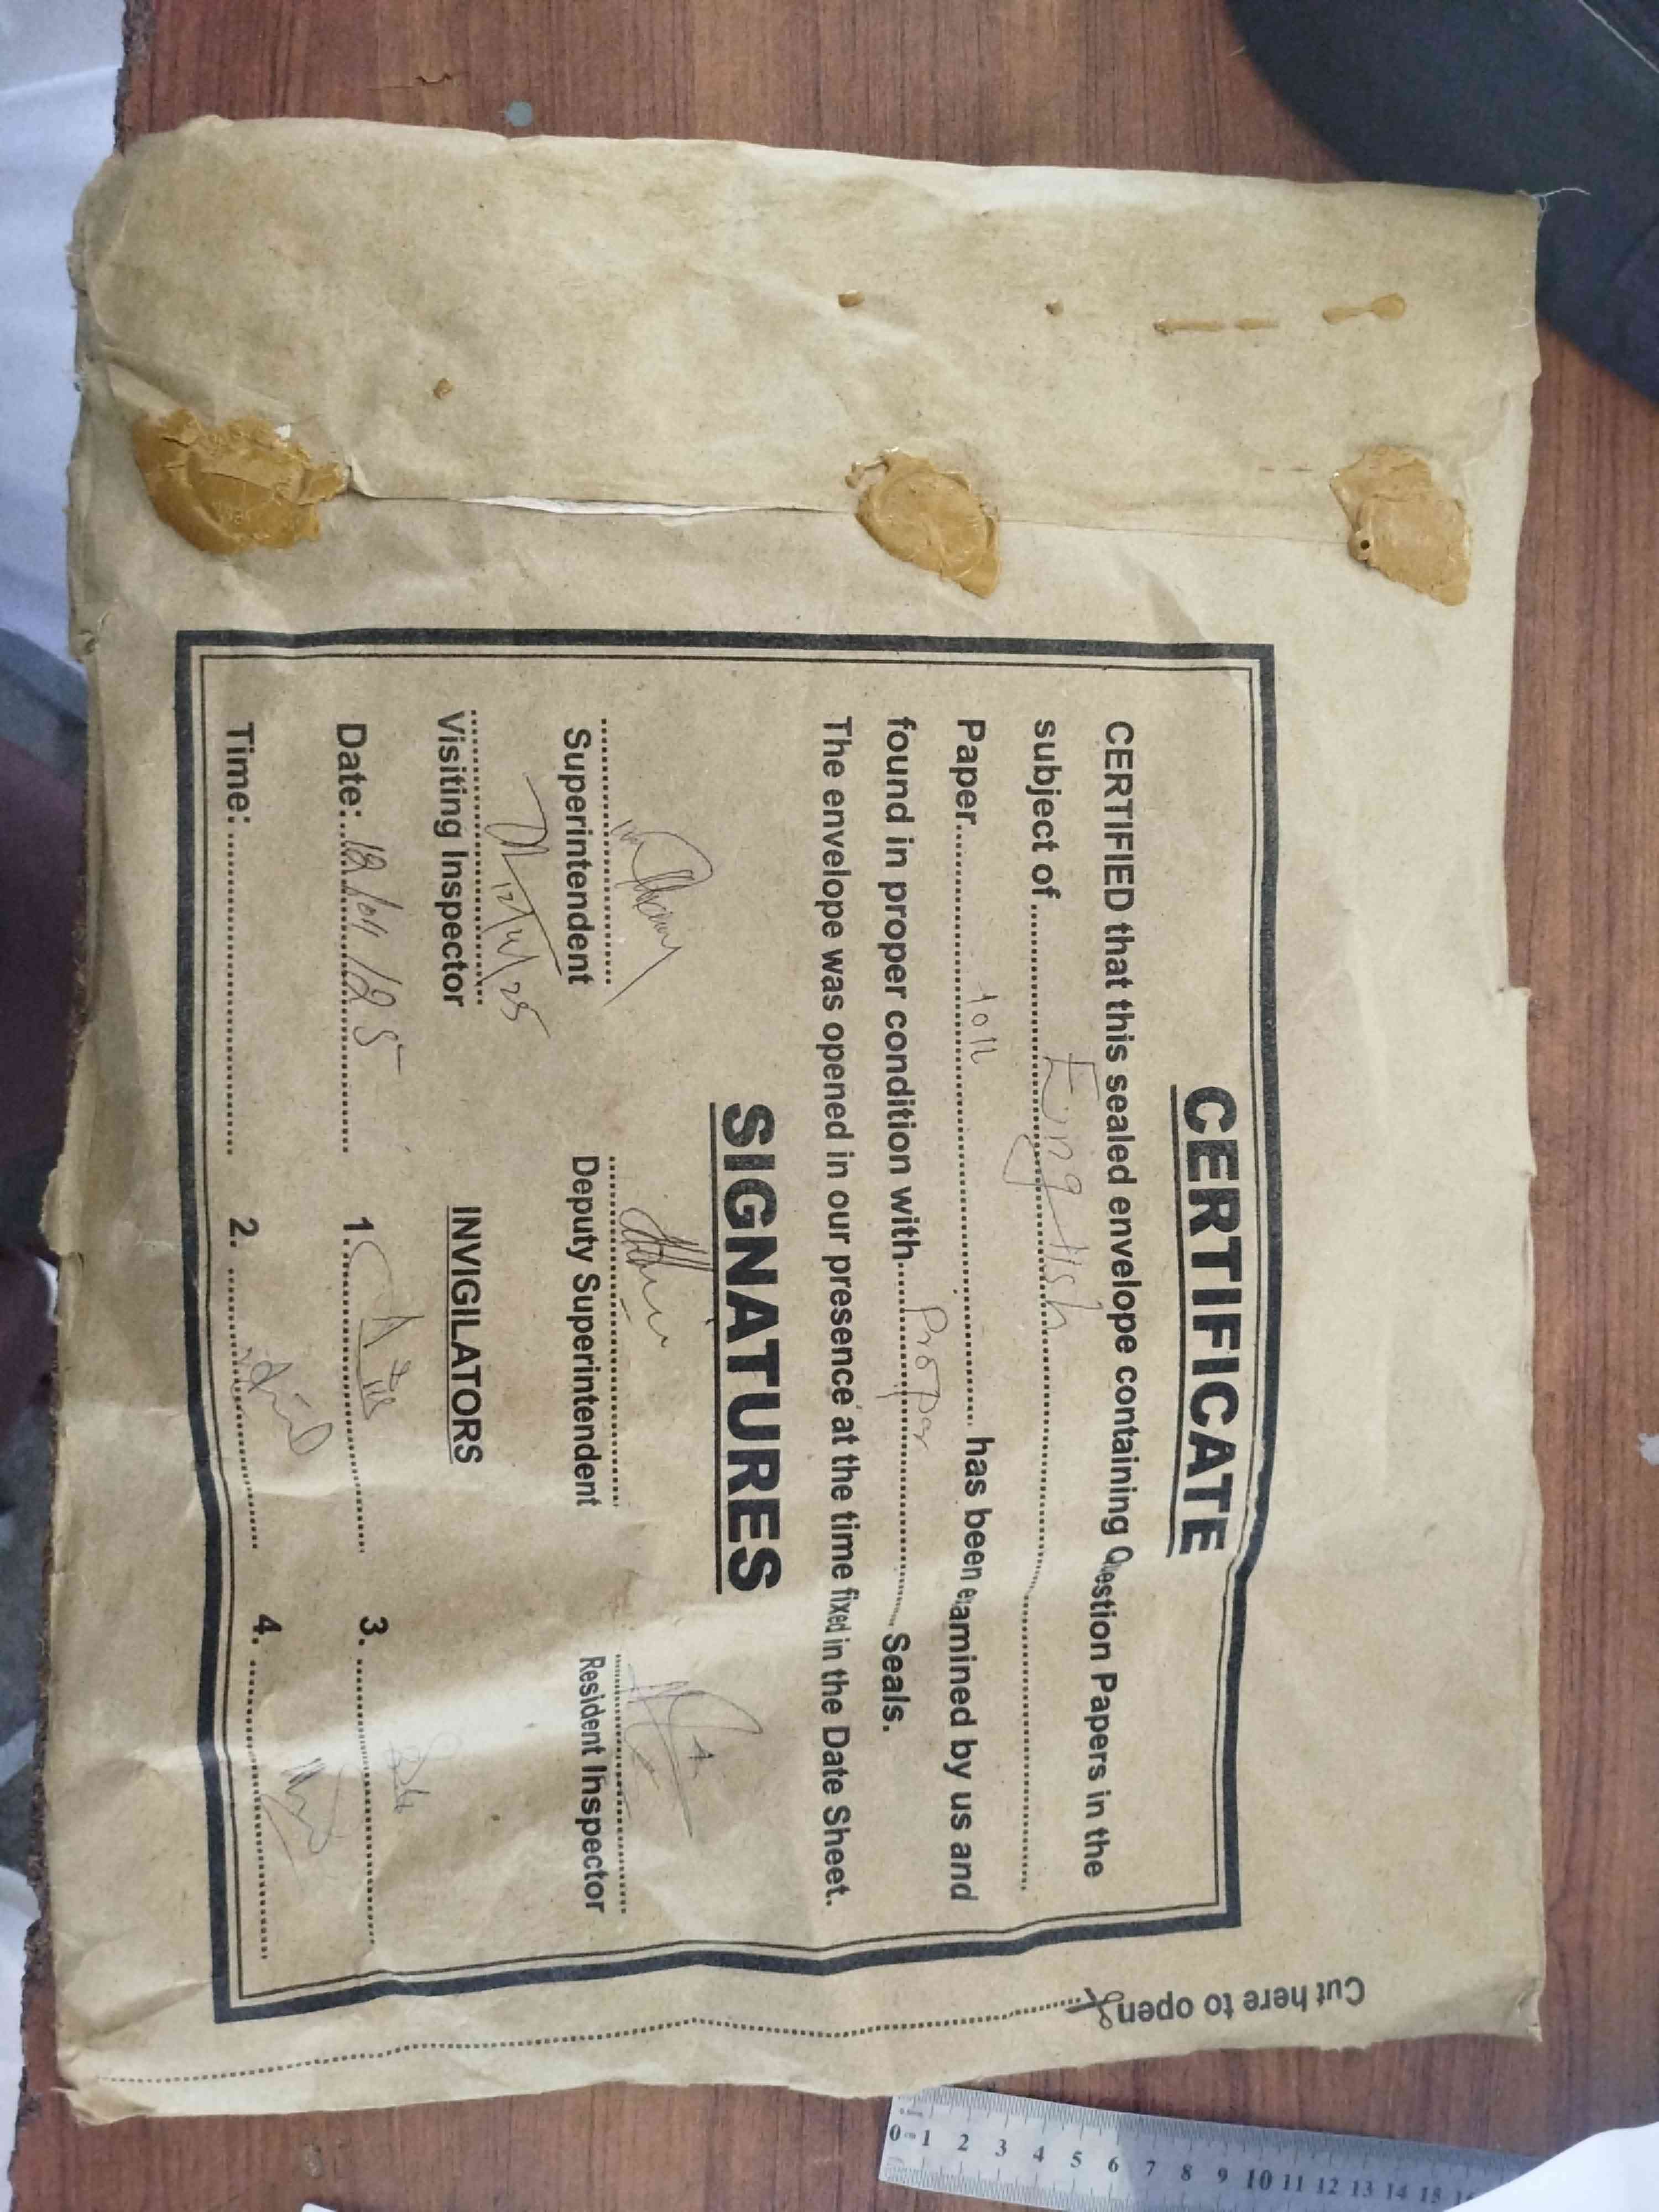 CERTIFICATE
CERTIFIED that this sealed envelope containing Question Papers in the
subject of English
Paper has been examined by us and
found in proper condition with Proper Seals.
The envelope was opened in our presence at the time fixed in the Date Sheet.
SIGNATURES
Superintendent Deputy Superintendent Resident Inspector
12/11/25
Visiting Inspector INVIGILATORS
Date: 1. 3.
Time: 2. 4.
Cut here to open
0 1 2 3 4 5 6 7 8 9 10 11 12 13 14 15